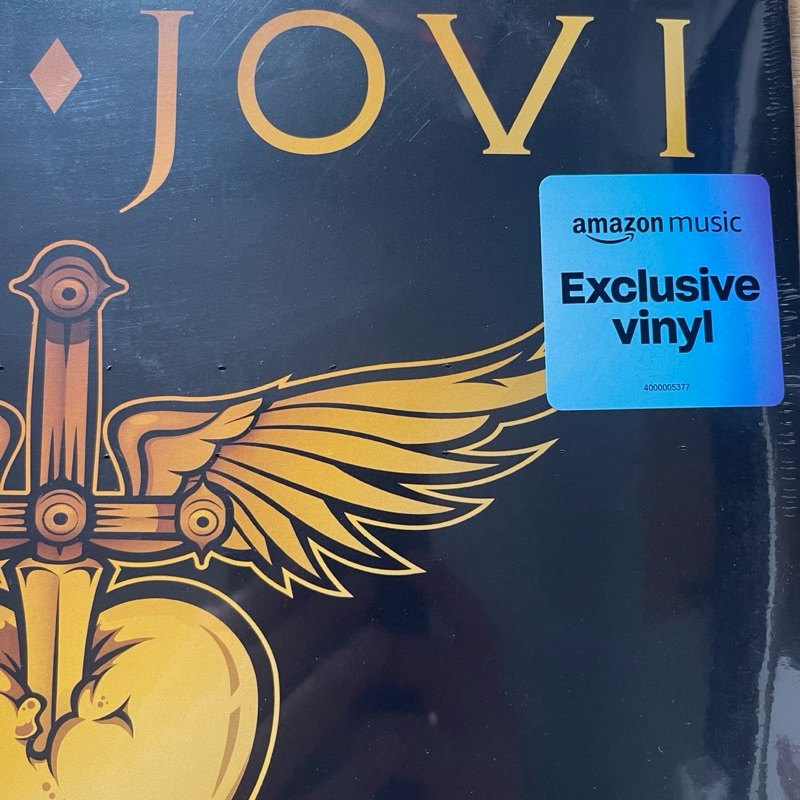 JOVI
amazon music
Exclusive
vinyl
4000005377